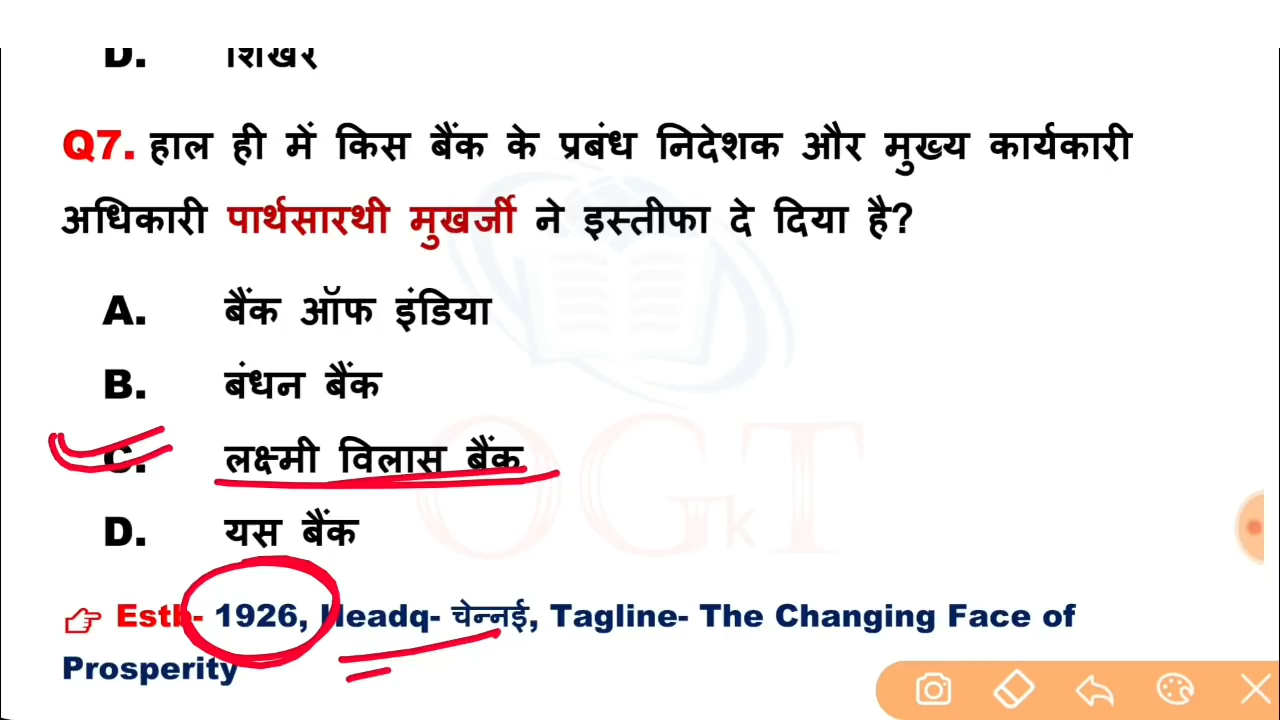 D. शिखर
Q7. हाल ही में किस बैंक के प्रबंध निदेशक और मुख्य कार्यकारी
अधिकारी पार्थसारथी मुखर्जी ने इस्तीफा दे दिया है?
A. बैंक ऑफ इंडिया
B. बंधन बैंक
C. लक्ष्मी विलास बैंक
D. यस बैंक
Estb- 1926, Headq- चेन्नई, Tagline- The Changing Face of
Prosperity
OGkT